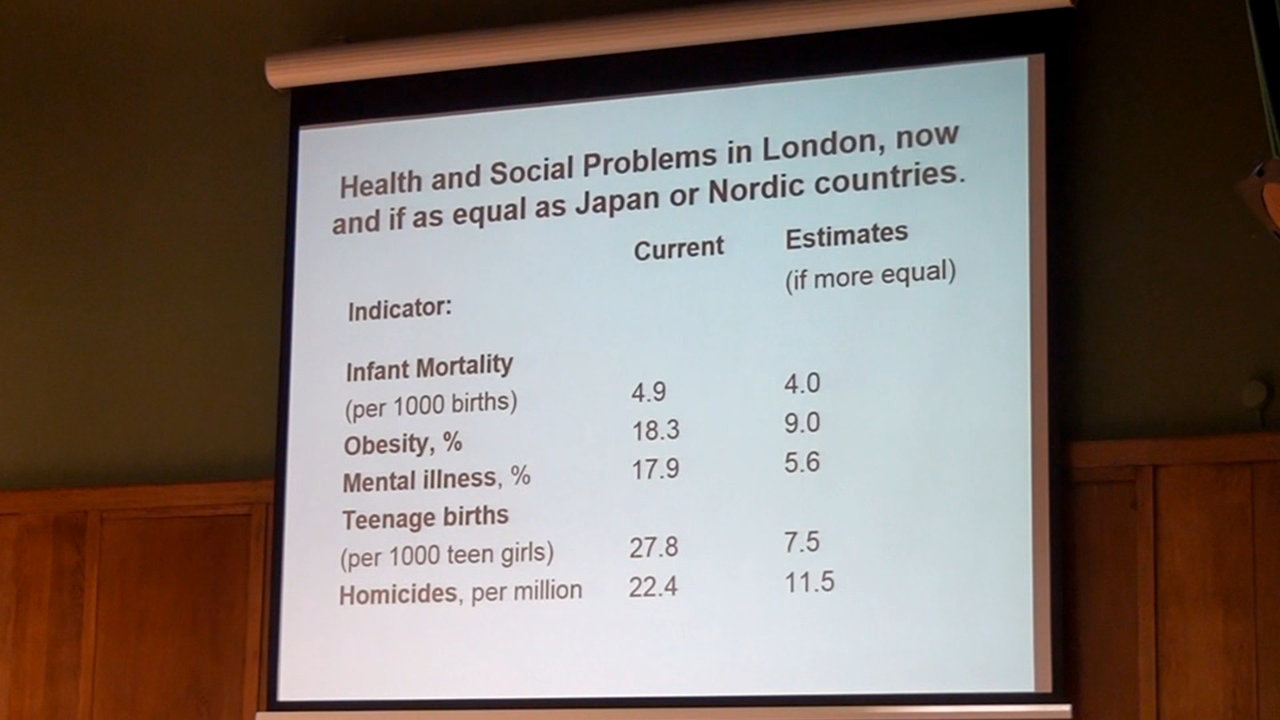 Health and Social Problems in London, now
and if as equal as Japan or Nordic countries.
Current Estimates
(if more equal)
Indicator:
Infant Mortality
(per 1000 births) 4.9 4.0
Obesity, % 18.3 9.0
Mental illness, % 17.9 5.6
Teenage births
(per 1000 teen girls) 27.8 7.5
Homicides, per million 22.4 11.5